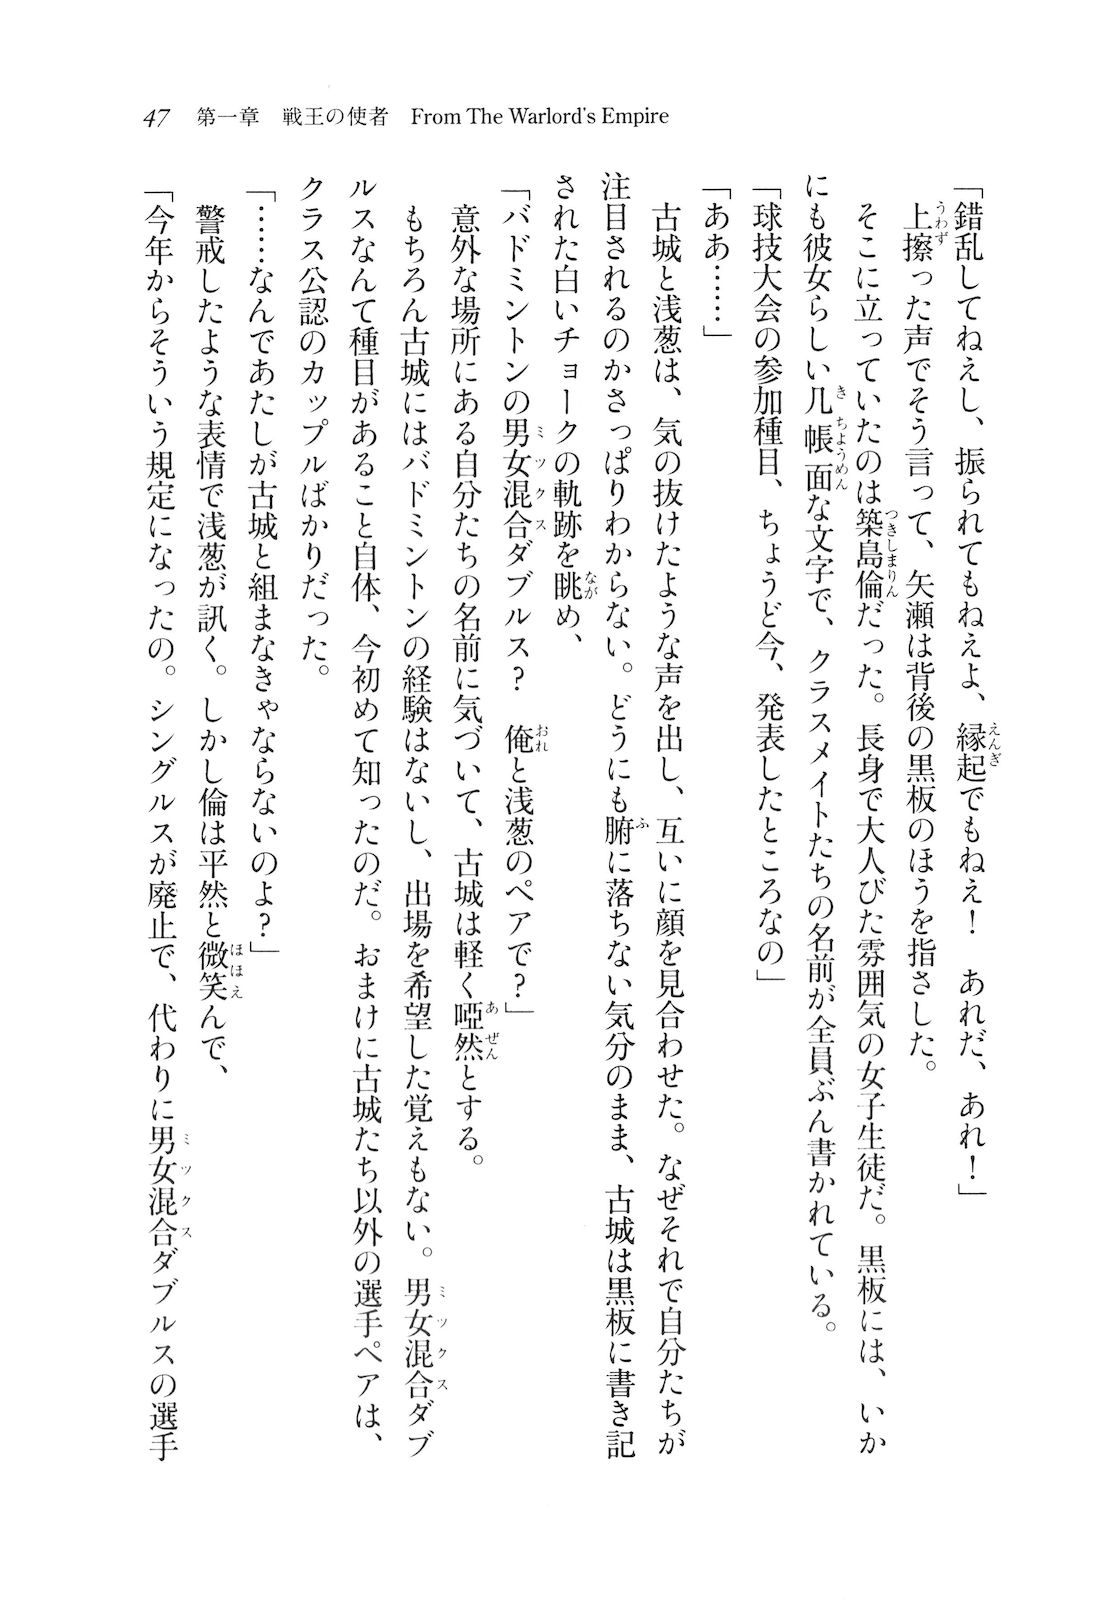 47 第一章 戦王の使者 From The Warlord's Empire
「錯乱してねえし、振られてもねえよ、縁起でもねえ！ あれだ、あれ！」
上擦った声でそう言って、矢瀬は背後の黒板のほうを指さした。
そこに立っていたのは築島倫だった。長身で大人びた雰囲気の女子生徒だ。黒板には、いか
にも彼女らしい几帳面な文字で、クラスメイトたちの名前が全員ぶん書かれている。
「球技大会の参加種目、ちょうど今、発表したところなの」
「ああ……」
古城と浅葱は、気の抜けたような声を出し、互いに顔を見合わせた。なぜそれで自分たちが
注目されるのかさっぱりわからない。どうにも腑に落ちない気分のまま、古城は黒板に書き記
された白いチョークの軌跡を眺め、
「バドミントンの男女混合ダブルス？ 俺と浅葱のペアで？」
意外な場所にある自分たちの名前に気づいて、古城は軽く啞然とする。
もちろん古城にはバドミントンの経験はないし、出場を希望した覚えもない。男女混合ダブ
ルスなんて種目があること自体、今初めて知ったのだ。おまけに古城たち以外の選手ペアは、
クラス公認のカップルばかりだった。
「……なんであたしが古城と組まなきゃならないのよ？」
警戒したような表情で浅葱が訊く。しかし倫は平然と微笑んで、
「今年からそういう規定になったの。シングルスが廃止で、代わりに男女混合ダブルスの選手